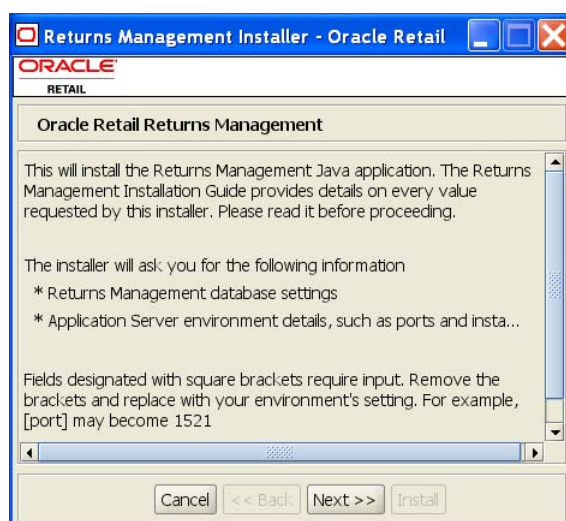 Returns Management Installer - Oracle Retail
ORACLE
RETAIL
Oracle Retail Returns Management
This will install the Returns Management Java application. The Returns
Management Installation Guide provides details on every value
requested by this installer. Please read it before proceeding.
The installer will ask you for the following information
* Returns Management database settings
* Application Server environment details, such as ports and insta...
Fields designated with square brackets require input. Remove the
brackets and replace with your environment's setting. For example,
[port] may become 1521
Cancel << Back Next >> Install